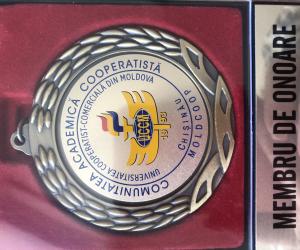 COMUNITATEA ACADEMICĂ COOPERATISTĂ
UNIVERSITATEA COOPERATIST-COMERCIALĂ DIN MOLDOVA
CHIȘINĂU
MOLDCOOP
UCCM
MEMBRU DE ONOARE